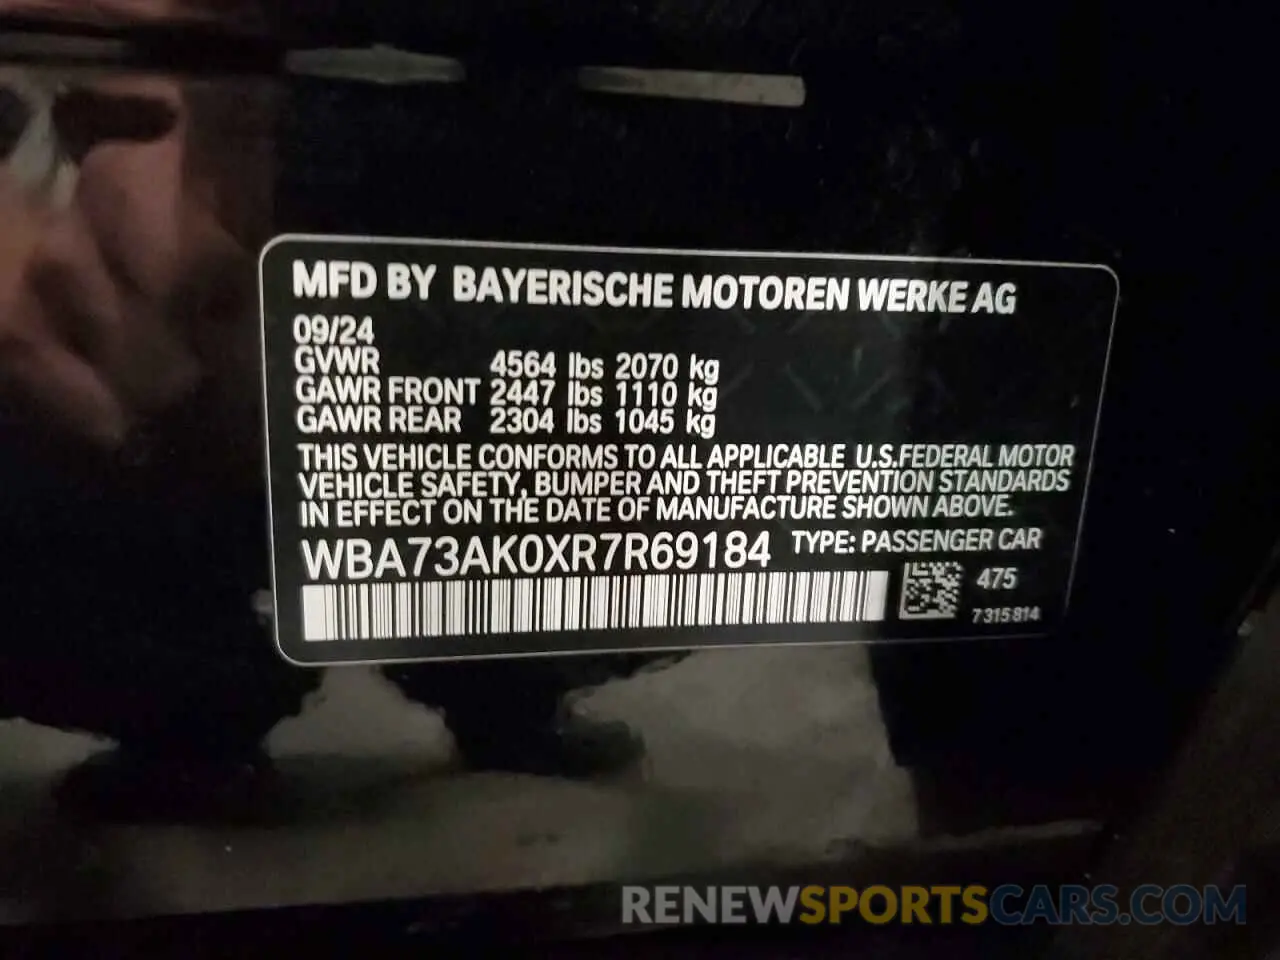 MFD BY BAYERISCHE MOTOREN WERKE AG
09/24
GVWR 4564 lbs 2070 kg
GAWR FRONT 2447 lbs 1110 kg
GAWR REAR 2304 lbs 1045 kg
THIS VEHICLE CONFORMS TO ALL APPLICABLE U.S.FEDERAL MOTOR
VEHICLE SAFETY, BUMPER AND THEFT PREVENTION STANDARDS
IN EFFECT ON THE DATE OF MANUFACTURE SHOWN ABOVE.
WBA73AK0XR7R69184 TYPE: PASSENGER CAR
475
7315814
RENEWSPORTSCARS.COM